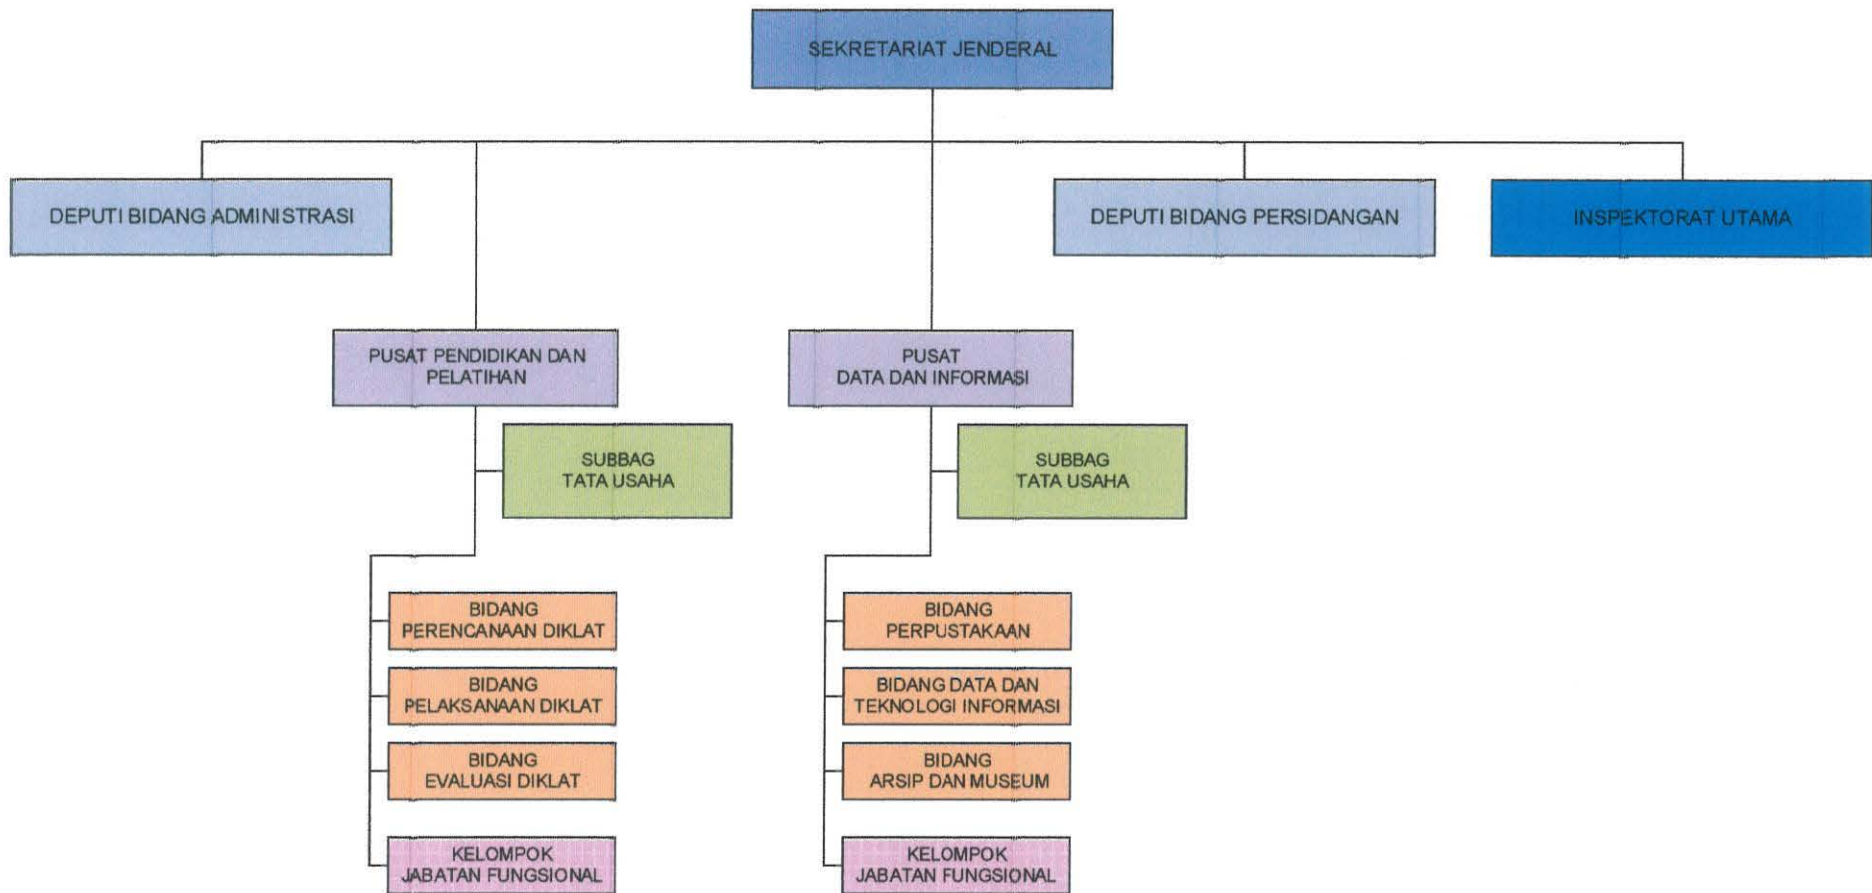 SEKRETARIAT JENDERAL
DEPUTI BIDANG ADMINISTRASI
DEPUTI BIDANG PERSIDANGAN
INSPEKTORAT UTAMA
PUSAT PENDIDIKAN DAN
PELATIHAN
PUSAT
DATA DAN INFORMASI
SUBBAG
TATA USAHA
SUBBAG
TATA USAHA
BIDANG
PERENCANAAN DIKLAT
BIDANG
PELAKSANAAN DIKLAT
BIDANG
EVALUASI DIKLAT
KELOMPOK
JABATAN FUNGSIONAL
BIDANG
PERPUSTAKAAN
BIDANG DATA DAN
TEKNOLOGI INFORMASI
BIDANG
ARSIP DAN MUSEUM
KELOMPOK
JABATAN FUNGSIONAL